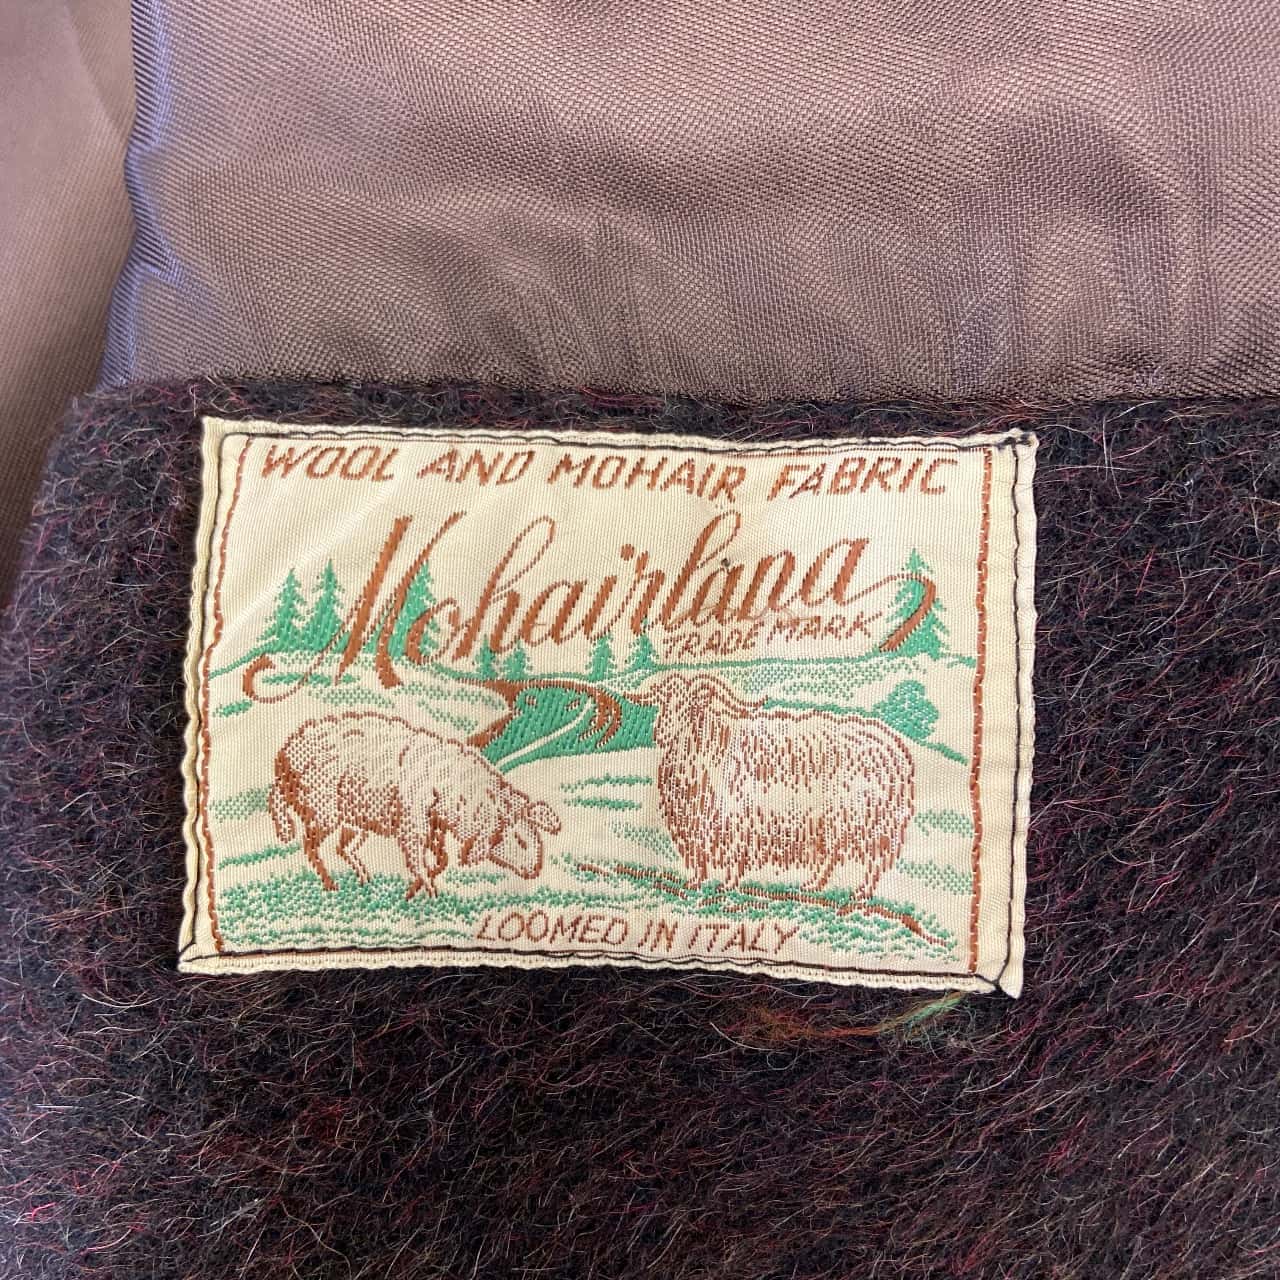 WOOL AND MOHAIR FABRIC
Mohairlana
TRADE MARK
LOOMED IN ITALY